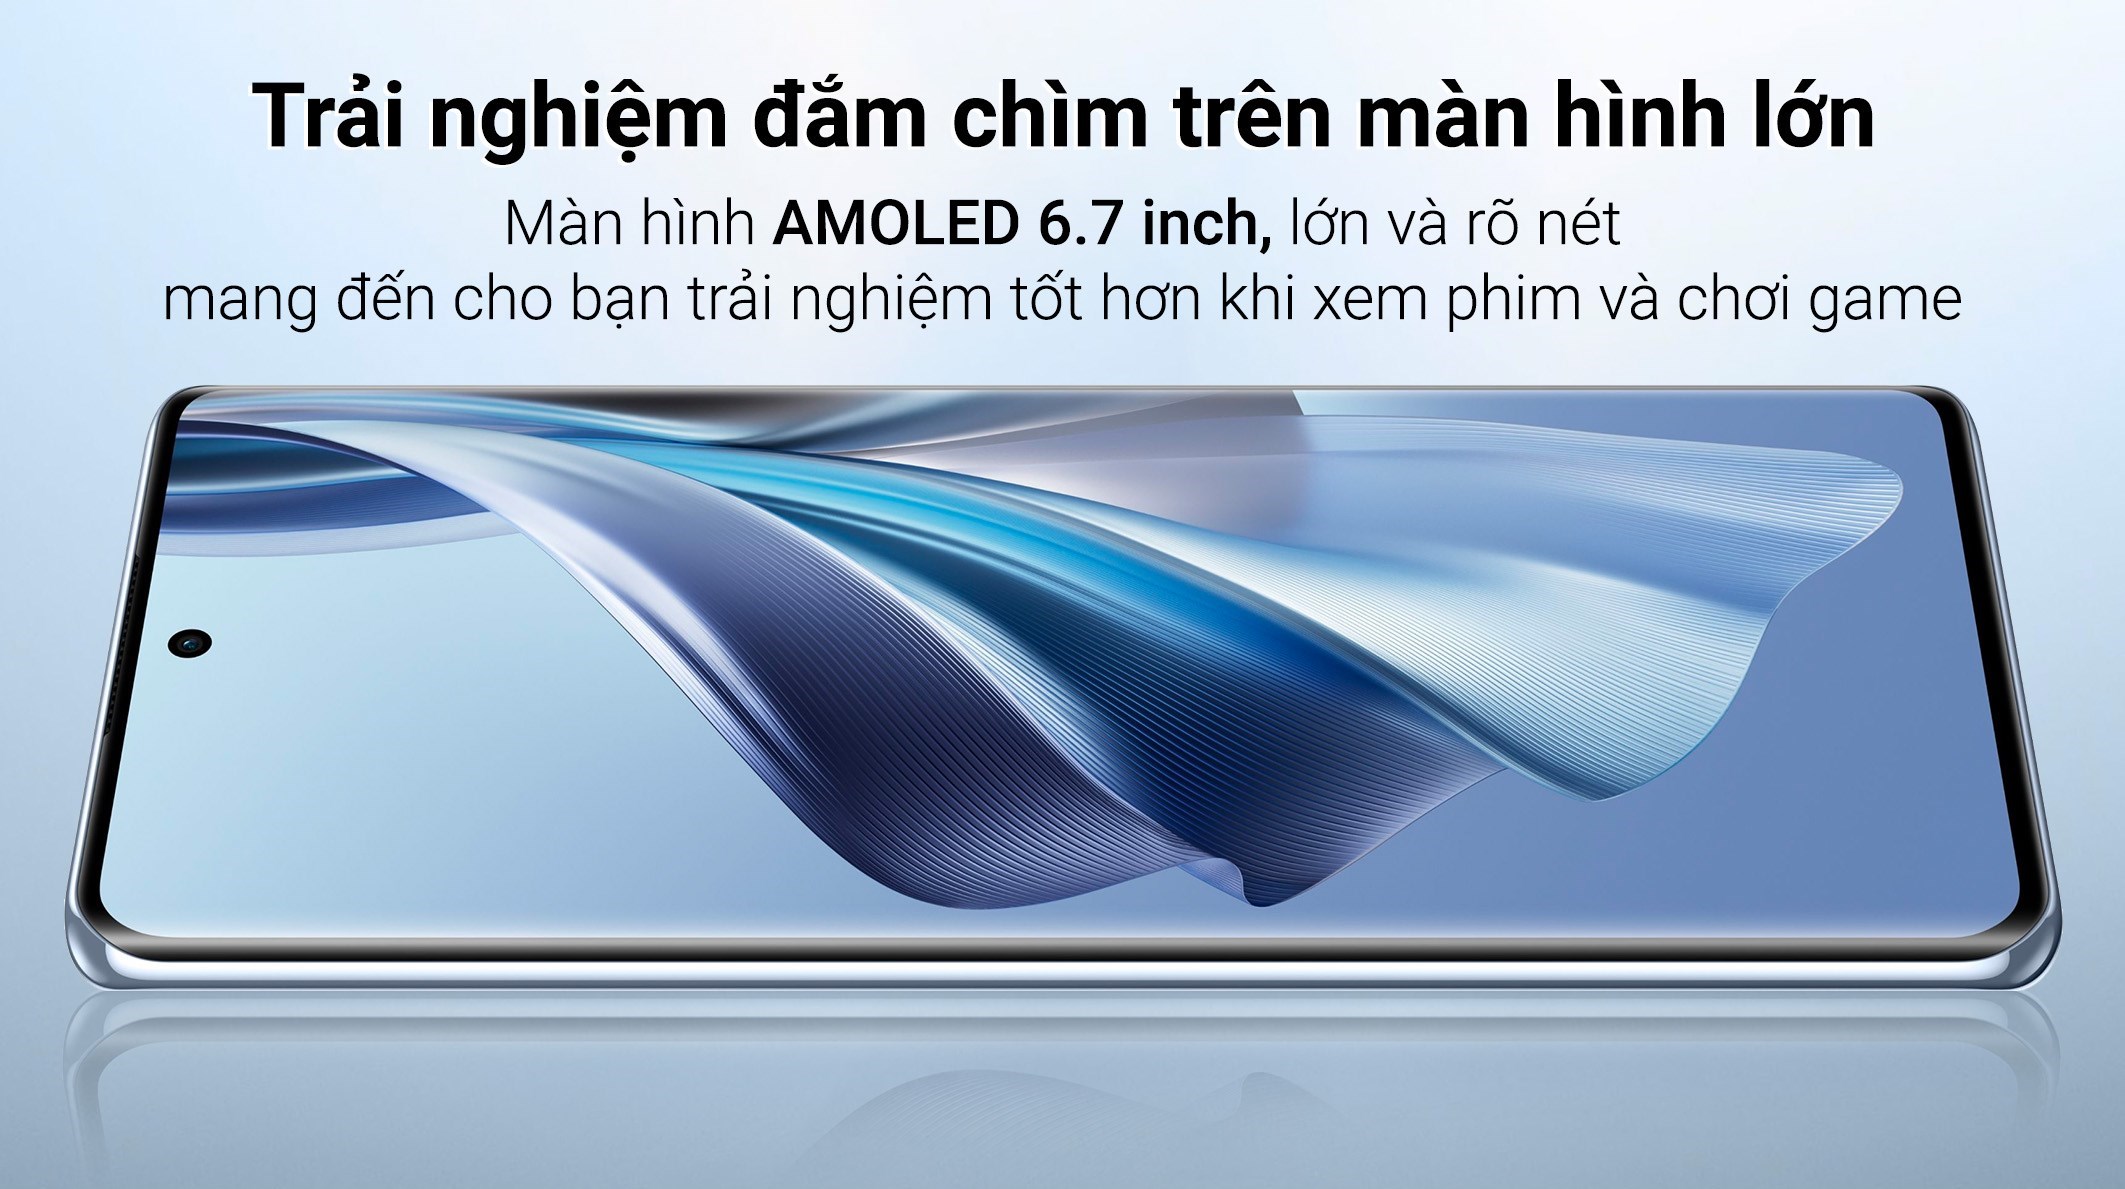 Trải nghiệm đắm chìm trên màn hình lớn
Màn hình AMOLED 6.7 inch, lớn và rõ nét
mang đến cho bạn trải nghiệm tốt hơn khi xem phim và chơi game